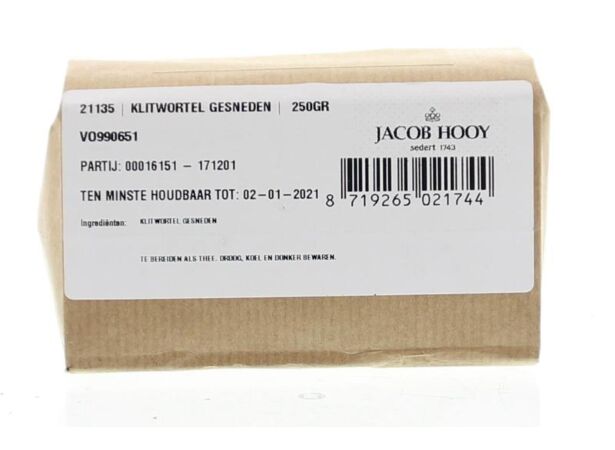 21135 | KLITWORTEL GESNEDEN | 250GR
VO990651
PARTIJ: 00016151 – 171201
TEN MINSTE HOUDBAAR TOT: 02-01-2021
Ingrediënten: KLITWORTEL GESNEDEN
TE BEREIDEN ALS THEE. DROOG, KOEL EN DONKER BEWAREN.
JACOB HOOY
sedert 1743
8 719265 021744